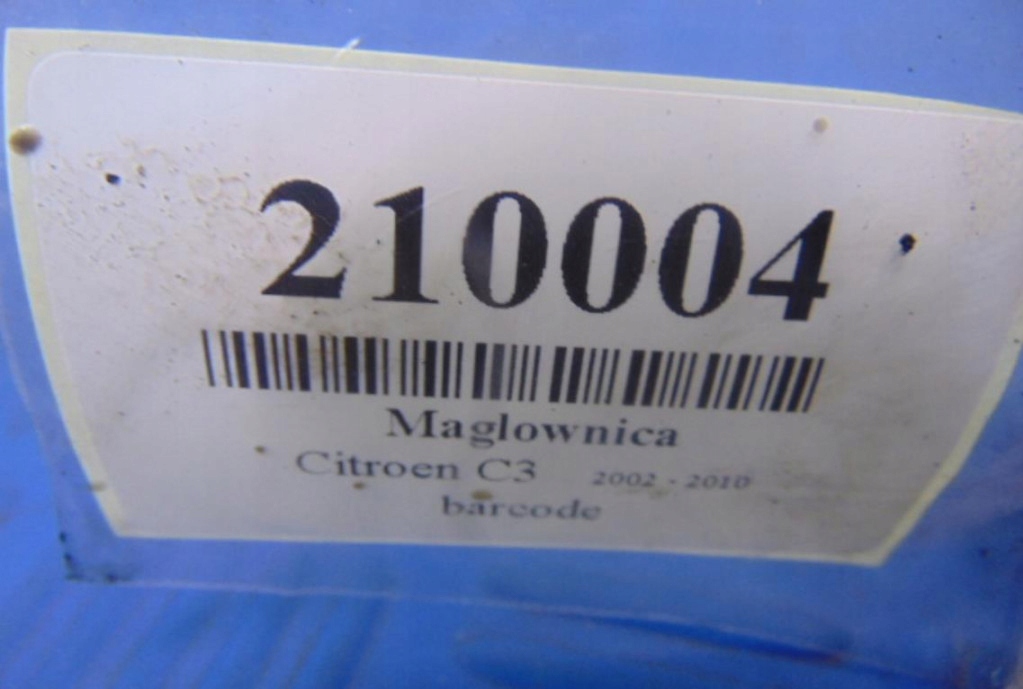 210004
Maglownica
Citroen C3 2002 - 2010
barcode